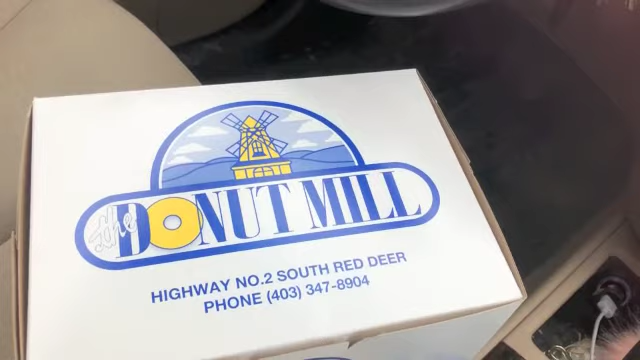 the DONUT MILL
HIGHWAY NO.2 SOUTH RED DEER
PHONE (403) 347-8904